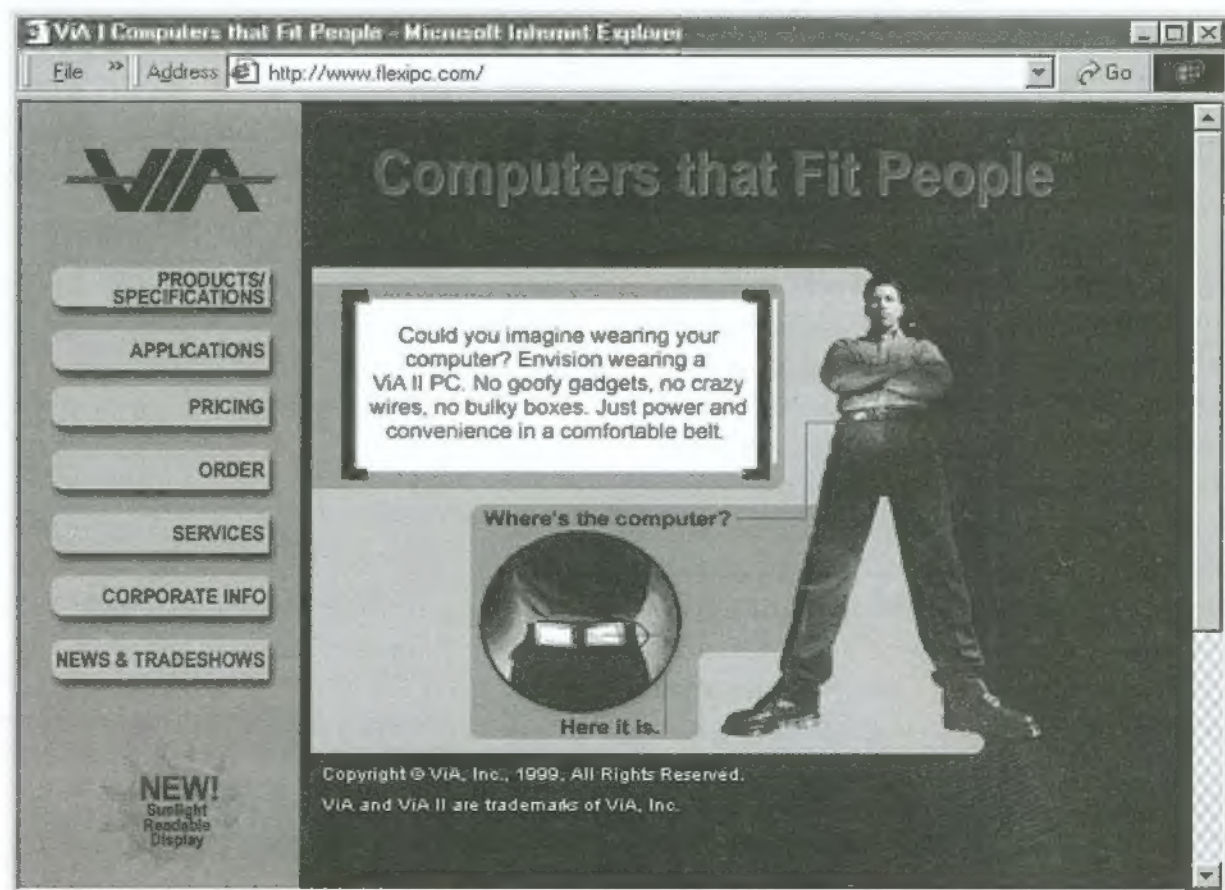 ViA | Computers that Fit People - Microsoft Internet Explorer
File » Address http://www.flexipc.com/ Go
VIA
Computers that Fit People™
PRODUCTS/
SPECIFICATIONS
APPLICATIONS
PRICING
ORDER
SERVICES
CORPORATE INFO
NEWS & TRADESHOWS
NEW!
Sunlight
Readable
Display
Could you imagine wearing your
computer? Envision wearing a
ViA II PC. No goofy gadgets, no crazy
wires, no bulky boxes. Just power and
convenience in a comfortable belt.
Where's the computer?
Here it is.
Copyright © ViA, Inc., 1999, All Rights Reserved.
ViA and ViA II are trademarks of ViA, Inc.